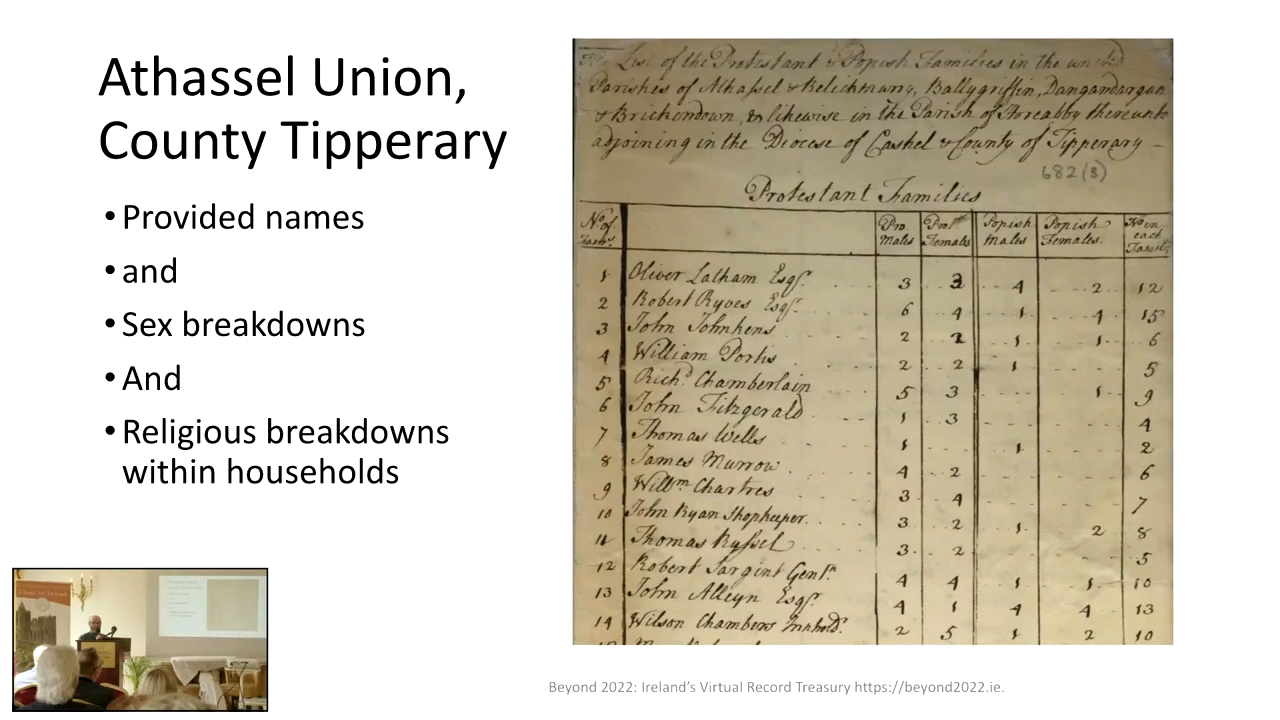 Athassel Union,
County Tipperary
• Provided names
• and
• Sex breakdowns
• And
• Religious breakdowns
within households
List of the Protestant & Popish Families in the united
Parishes of Athassel & Relickmurry, Ballygriffin, Dangandargan
& Brickendown, & likewise in the Parish of Horeabby thereunto
adjoining in the Diocese of Cashel & County of Tipperary
682(3)
Protestant Families
No. of Fams. Pro. Males Prot. Females Popish Males Popish Females No. in each Family
1 Oliver Latham Esqr. 3 3 4 2 12
2 Robert Ryves Esqr. 6 4 1 4 15
3 John Johnkens 2 2 1 1 6
4 William Portis 2 2 1 5
5 Richd. Chamberlain 5 3 1 9
6 John Fitzgerald 1 3 4
7 Thomas Wells 1 1 2
8 James Murrow 4 2 6
9 Willm Chartres 3 4 7
10 John Ryan Shopkeeper 3 2 1 2 8
11 Thomas Ryssel 3 2 5
12 Robert Sargint Gentn. 4 4 1 1 10
13 John Alleyn Esqr. 4 1 4 4 13
14 Wilson Chambers Innhold. 2 5 1 2 10
Beyond 2022: Ireland's Virtual Record Treasury https://beyond2022.ie.